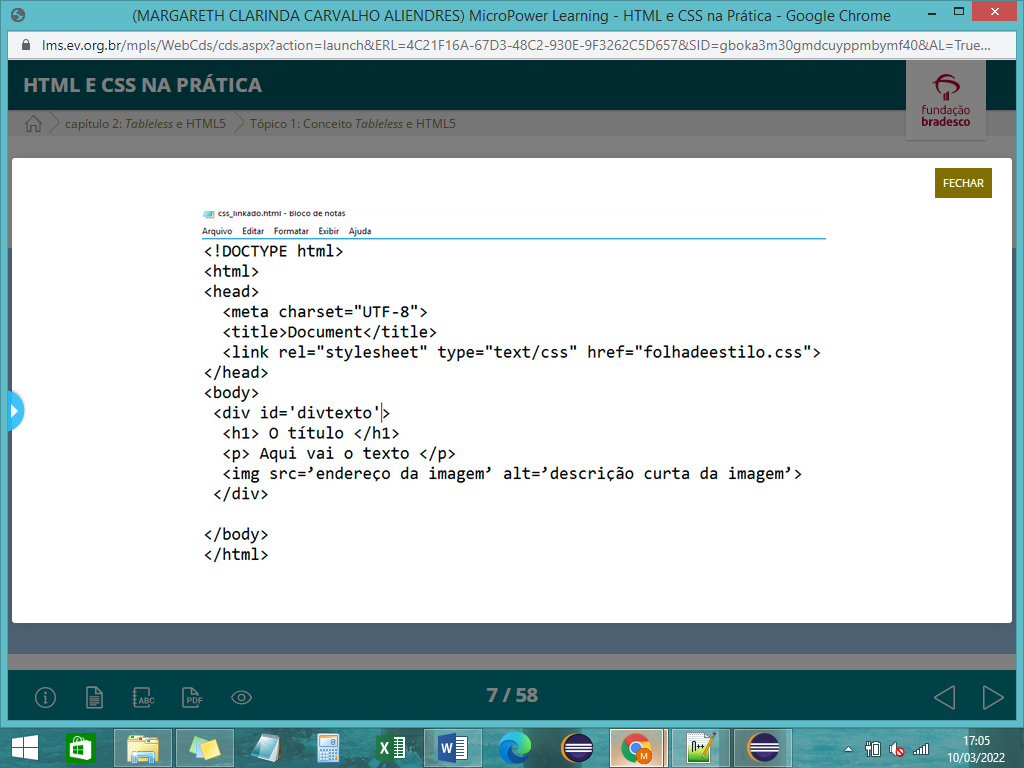 (MARGARETH CLARINDA CARVALHO ALIENDRES) MicroPower Learning - HTML e CSS na Prática - Google Chrome
lms.ev.org.br/mpls/WebCds/cds.aspx?action=launch&ERL=4C21F16A-67D3-48C2-930E-9F3262C5D657&SID=gboka3m30gmdcuyppmbymf40&AL=True...
HTML E CSS NA PRÁTICA
fundação
bradesco
capítulo 2: Tableless e HTML5 Tópico 1: Conceito Tableless e HTML5
FECHAR
css_linkado.html - Bloco de notas
Arquivo Editar Formatar Exibir Ajuda
<!DOCTYPE html>
<html>
<head>
<meta charset="UTF-8">
<title>Document</title>
<link rel="stylesheet" type="text/css" href="folhadeestilo.css">
</head>
<body>
<div id='divtexto'>
<h1> O título </h1>
<p> Aqui vai o texto </p>
<img src=’endereço da imagem’ alt=’descrição curta da imagem’>
</div>
</body>
</html>
ABC
PDF
7 / 58
17:05
10/03/2022